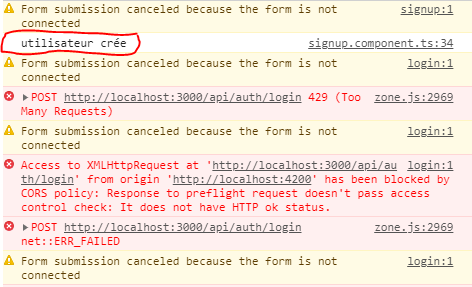 Form submission canceled because the form is not signup:1
connected
utilisateur crée signup.component.ts:34
Form submission canceled because the form is not login:1
connected
POST http://localhost:3000/api/auth/login 429 (Too zone.js:2969
Many Requests)
Form submission canceled because the form is not login:1
connected
Access to XMLHttpRequest at 'http://localhost:3000/api/au login:1
th/login' from origin 'http://localhost:4200' has been blocked by
CORS policy: Response to preflight request doesn't pass access
control check: It does not have HTTP ok status.
POST http://localhost:3000/api/auth/login zone.js:2969
net::ERR_FAILED
Form submission canceled because the form is not login:1
connected